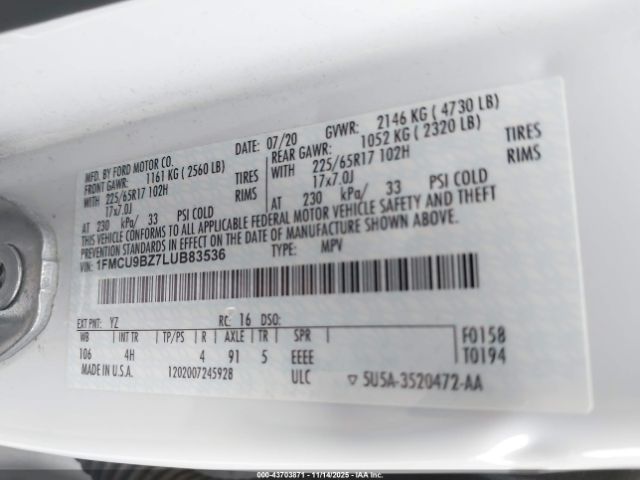 MFD. BY FORD MOTOR CO. DATE: 07/20 GVWR: 2146 KG ( 4730 LB)
FRONT GAWR: 1161 KG ( 2560 LB) REAR GAWR: 1052 KG ( 2320 LB)
WITH 225/65R17 102H TIRES WITH 225/65R17 102H TIRES
17x7.0J RIMS 17x7.0J RIMS
AT 230 kPa/ 33 PSI COLD AT 230 kPa/ 33 PSI COLD
THIS VEHICLE CONFORMS TO ALL APPLICABLE FEDERAL MOTOR VEHICLE SAFETY AND THEFT
PREVENTION STANDARDS IN EFFECT ON THE DATE OF MANUFACTURE SHOWN ABOVE.
1FMCU9BZ7LUB83536 TYPE: MPV
EXT PNT: YZ RC: 16 DSO:
WB INT TR TP/PS R AXLE TR SPR F0158
106 4H 4 91 5 EEEE T0194
MADE IN U.S.A. 1202007245928 ULC ▽ 5U5A-3520472-AA
000-43703871 - 11/14/2025 - IAAI, Inc.